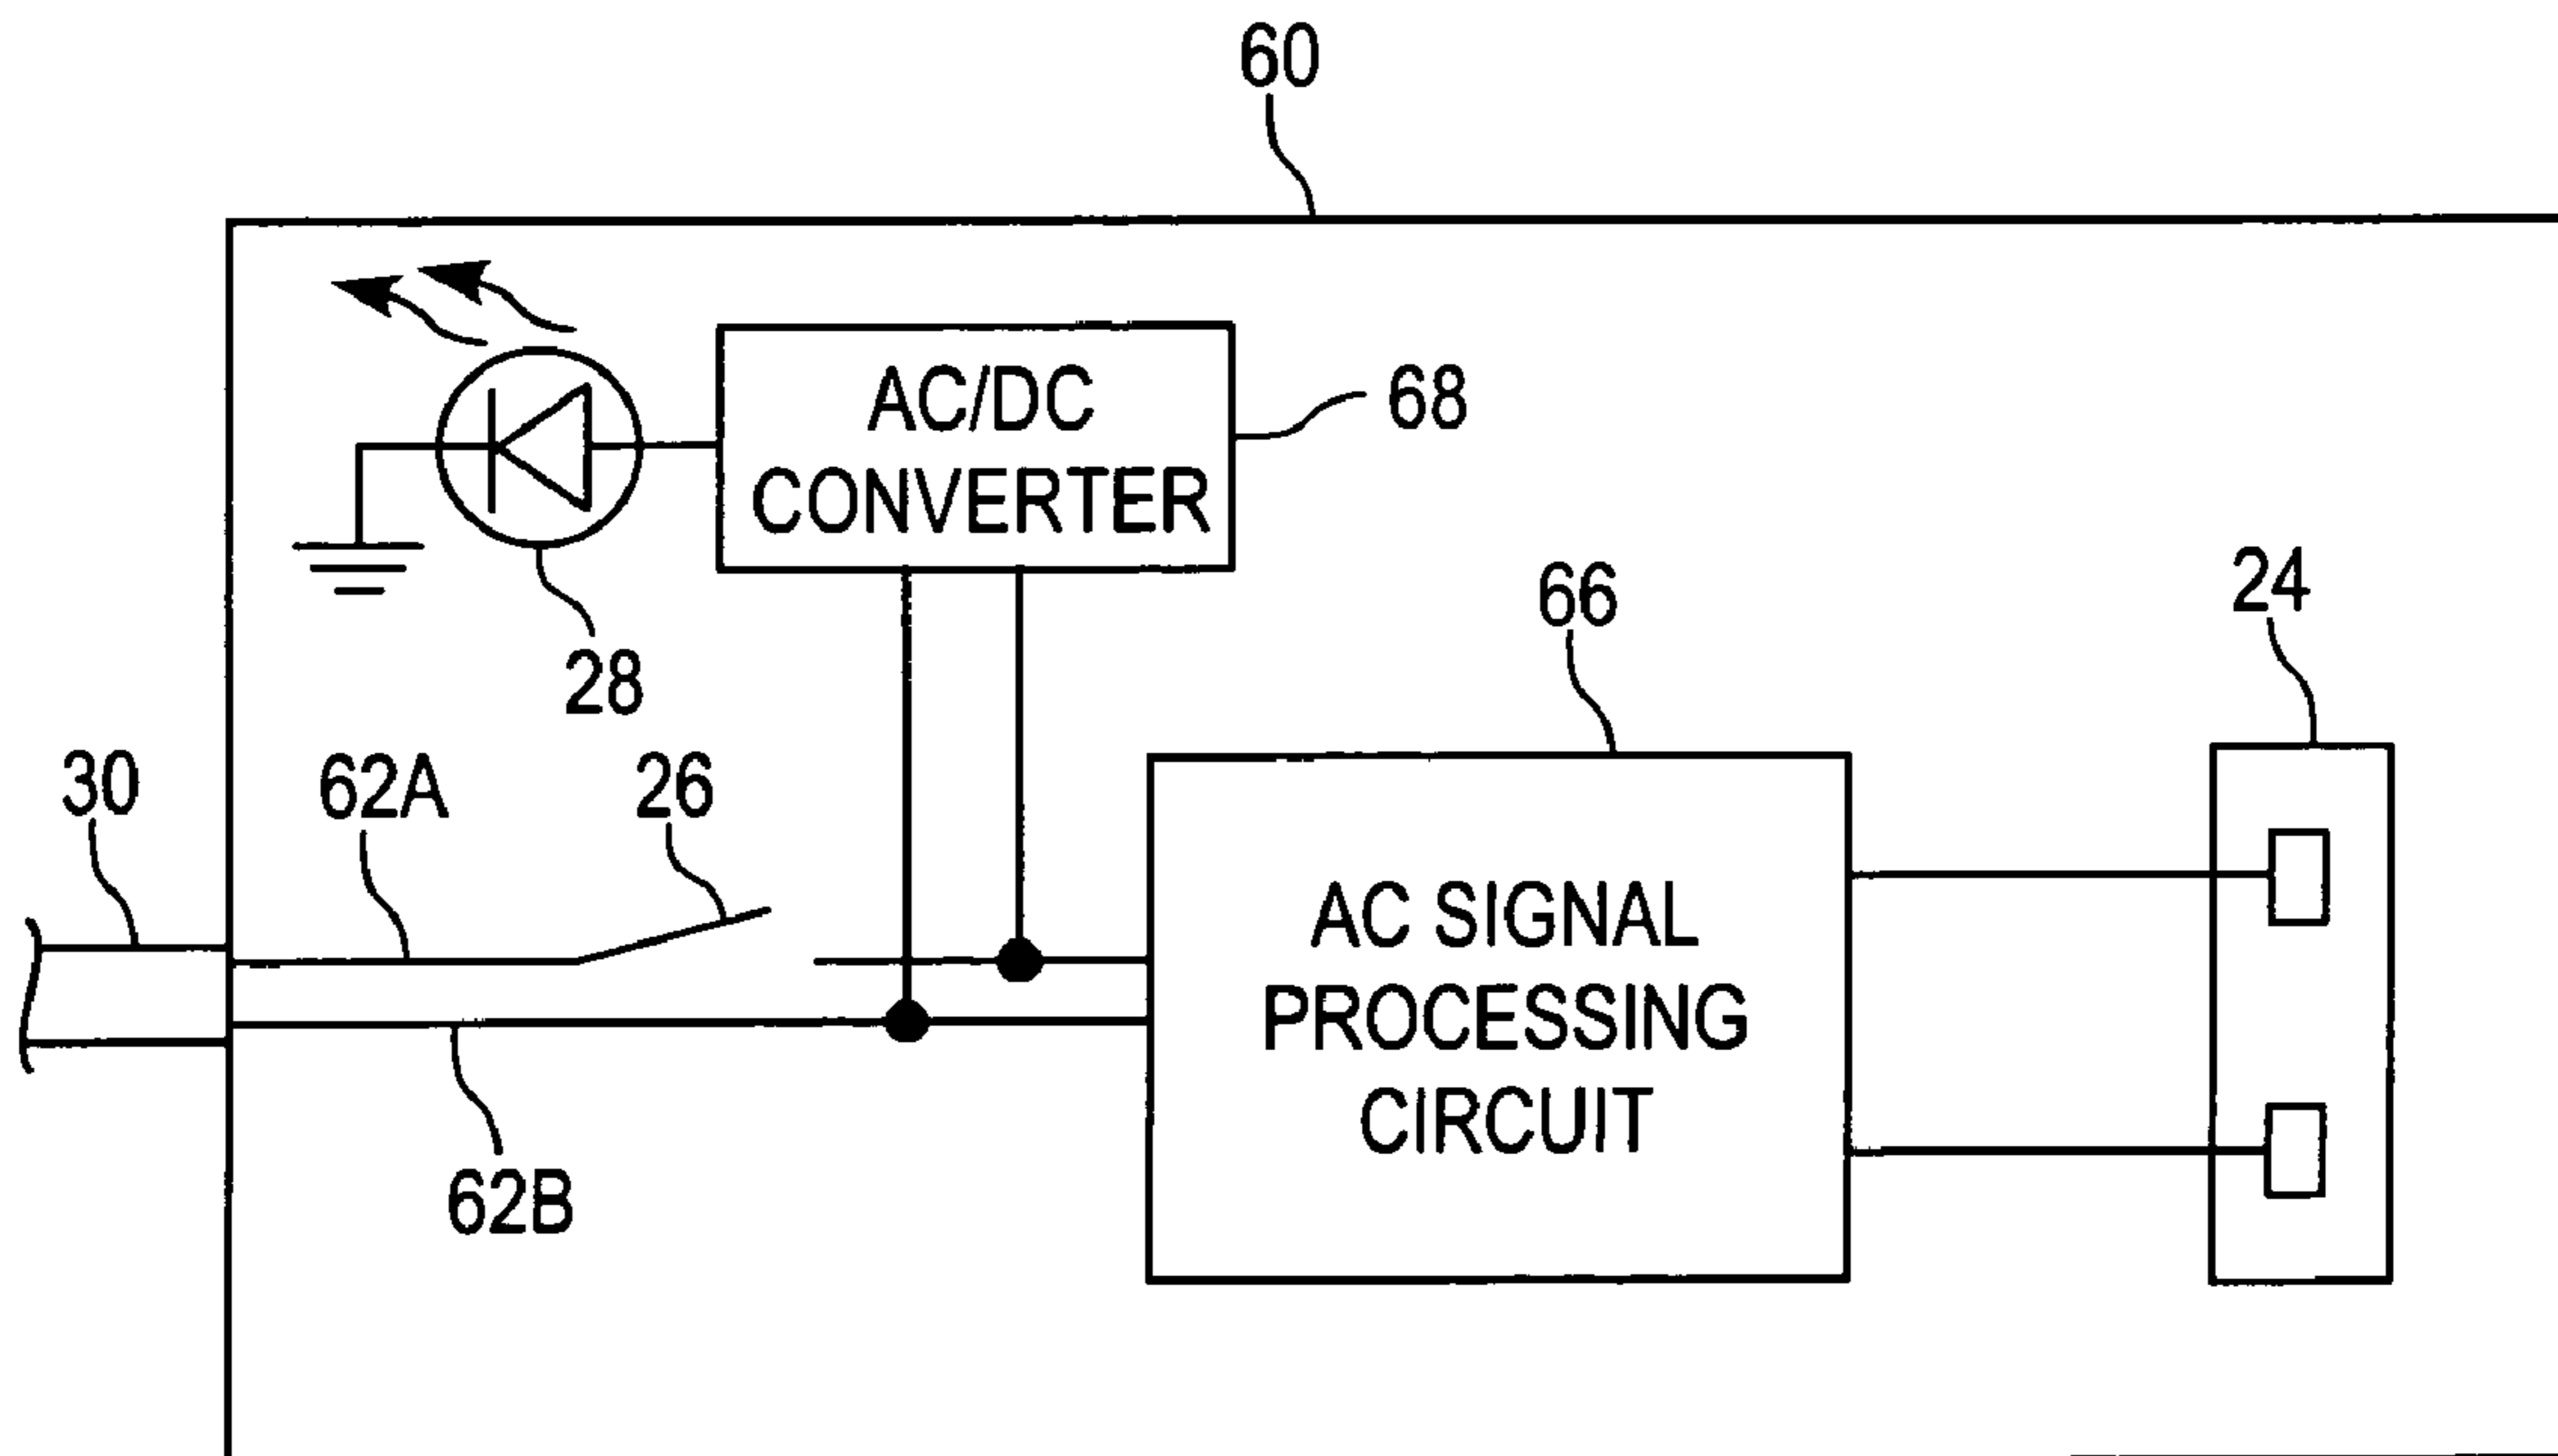 60
AC/DC
CONVERTER
68
28
66
24
30
62A
26
AC SIGNAL
PROCESSING
CIRCUIT
62B